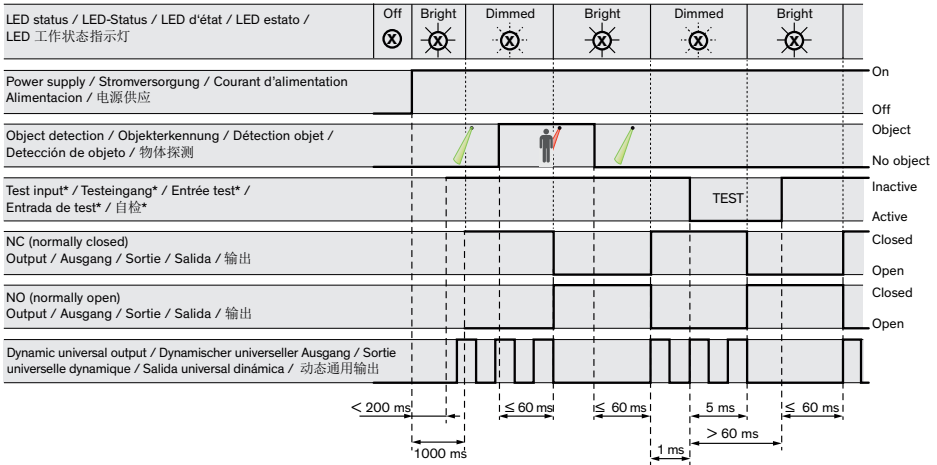 LED status / LED-Status / LED d'état / LED estato /
LED 工作状态指示灯
Off Bright Dimmed Bright Dimmed Bright
X X X X X X
Power supply / Stromversorgung / Courant d'alimentation
Alimentacion / 电源供应
On
Off
Object detection / Objekterkennung / Détection objet /
Detección de objeto / 物体探测
Object
No object
Test input* / Testeingang* / Entrée test* /
Entrada de test* / 自检*
TEST
Inactive
Active
NC (normally closed)
Output / Ausgang / Sortie / Salida / 输出
Closed
Open
NO (normally open)
Output / Ausgang / Sortie / Salida / 输出
Closed
Open
Dynamic universal output / Dynamischer universeller Ausgang / Sortie
universelle dynamique / Salida universal dinámica / 动态通用输出
< 200 ms ≤ 60 ms ≤ 60 ms 5 ms ≤ 60 ms
> 60 ms
1000 ms 1 ms